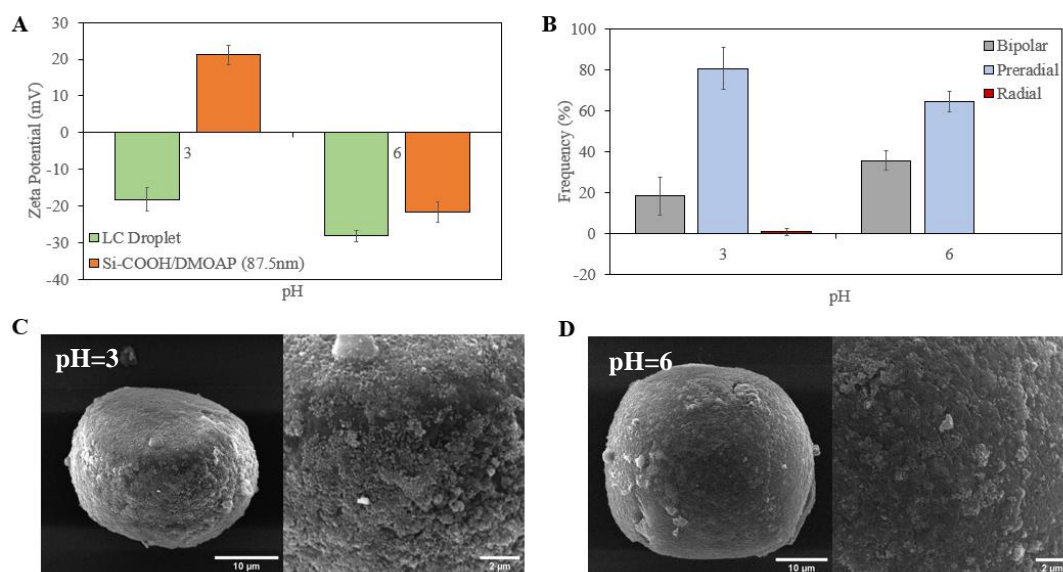 A
Zeta Potential (mV)
30
20
10
0
-10
-20
-30
-40
3
6
LC Droplet
Si-COOH/DMOAP (87.5nm)
pH
B
Frequency (%)
100
80
60
40
20
0
-20
Bipolar
Preradial
Radial
3
6
pH
C
pH=3
10 µm
2 µm
D
pH=6
10 µm
2 µm